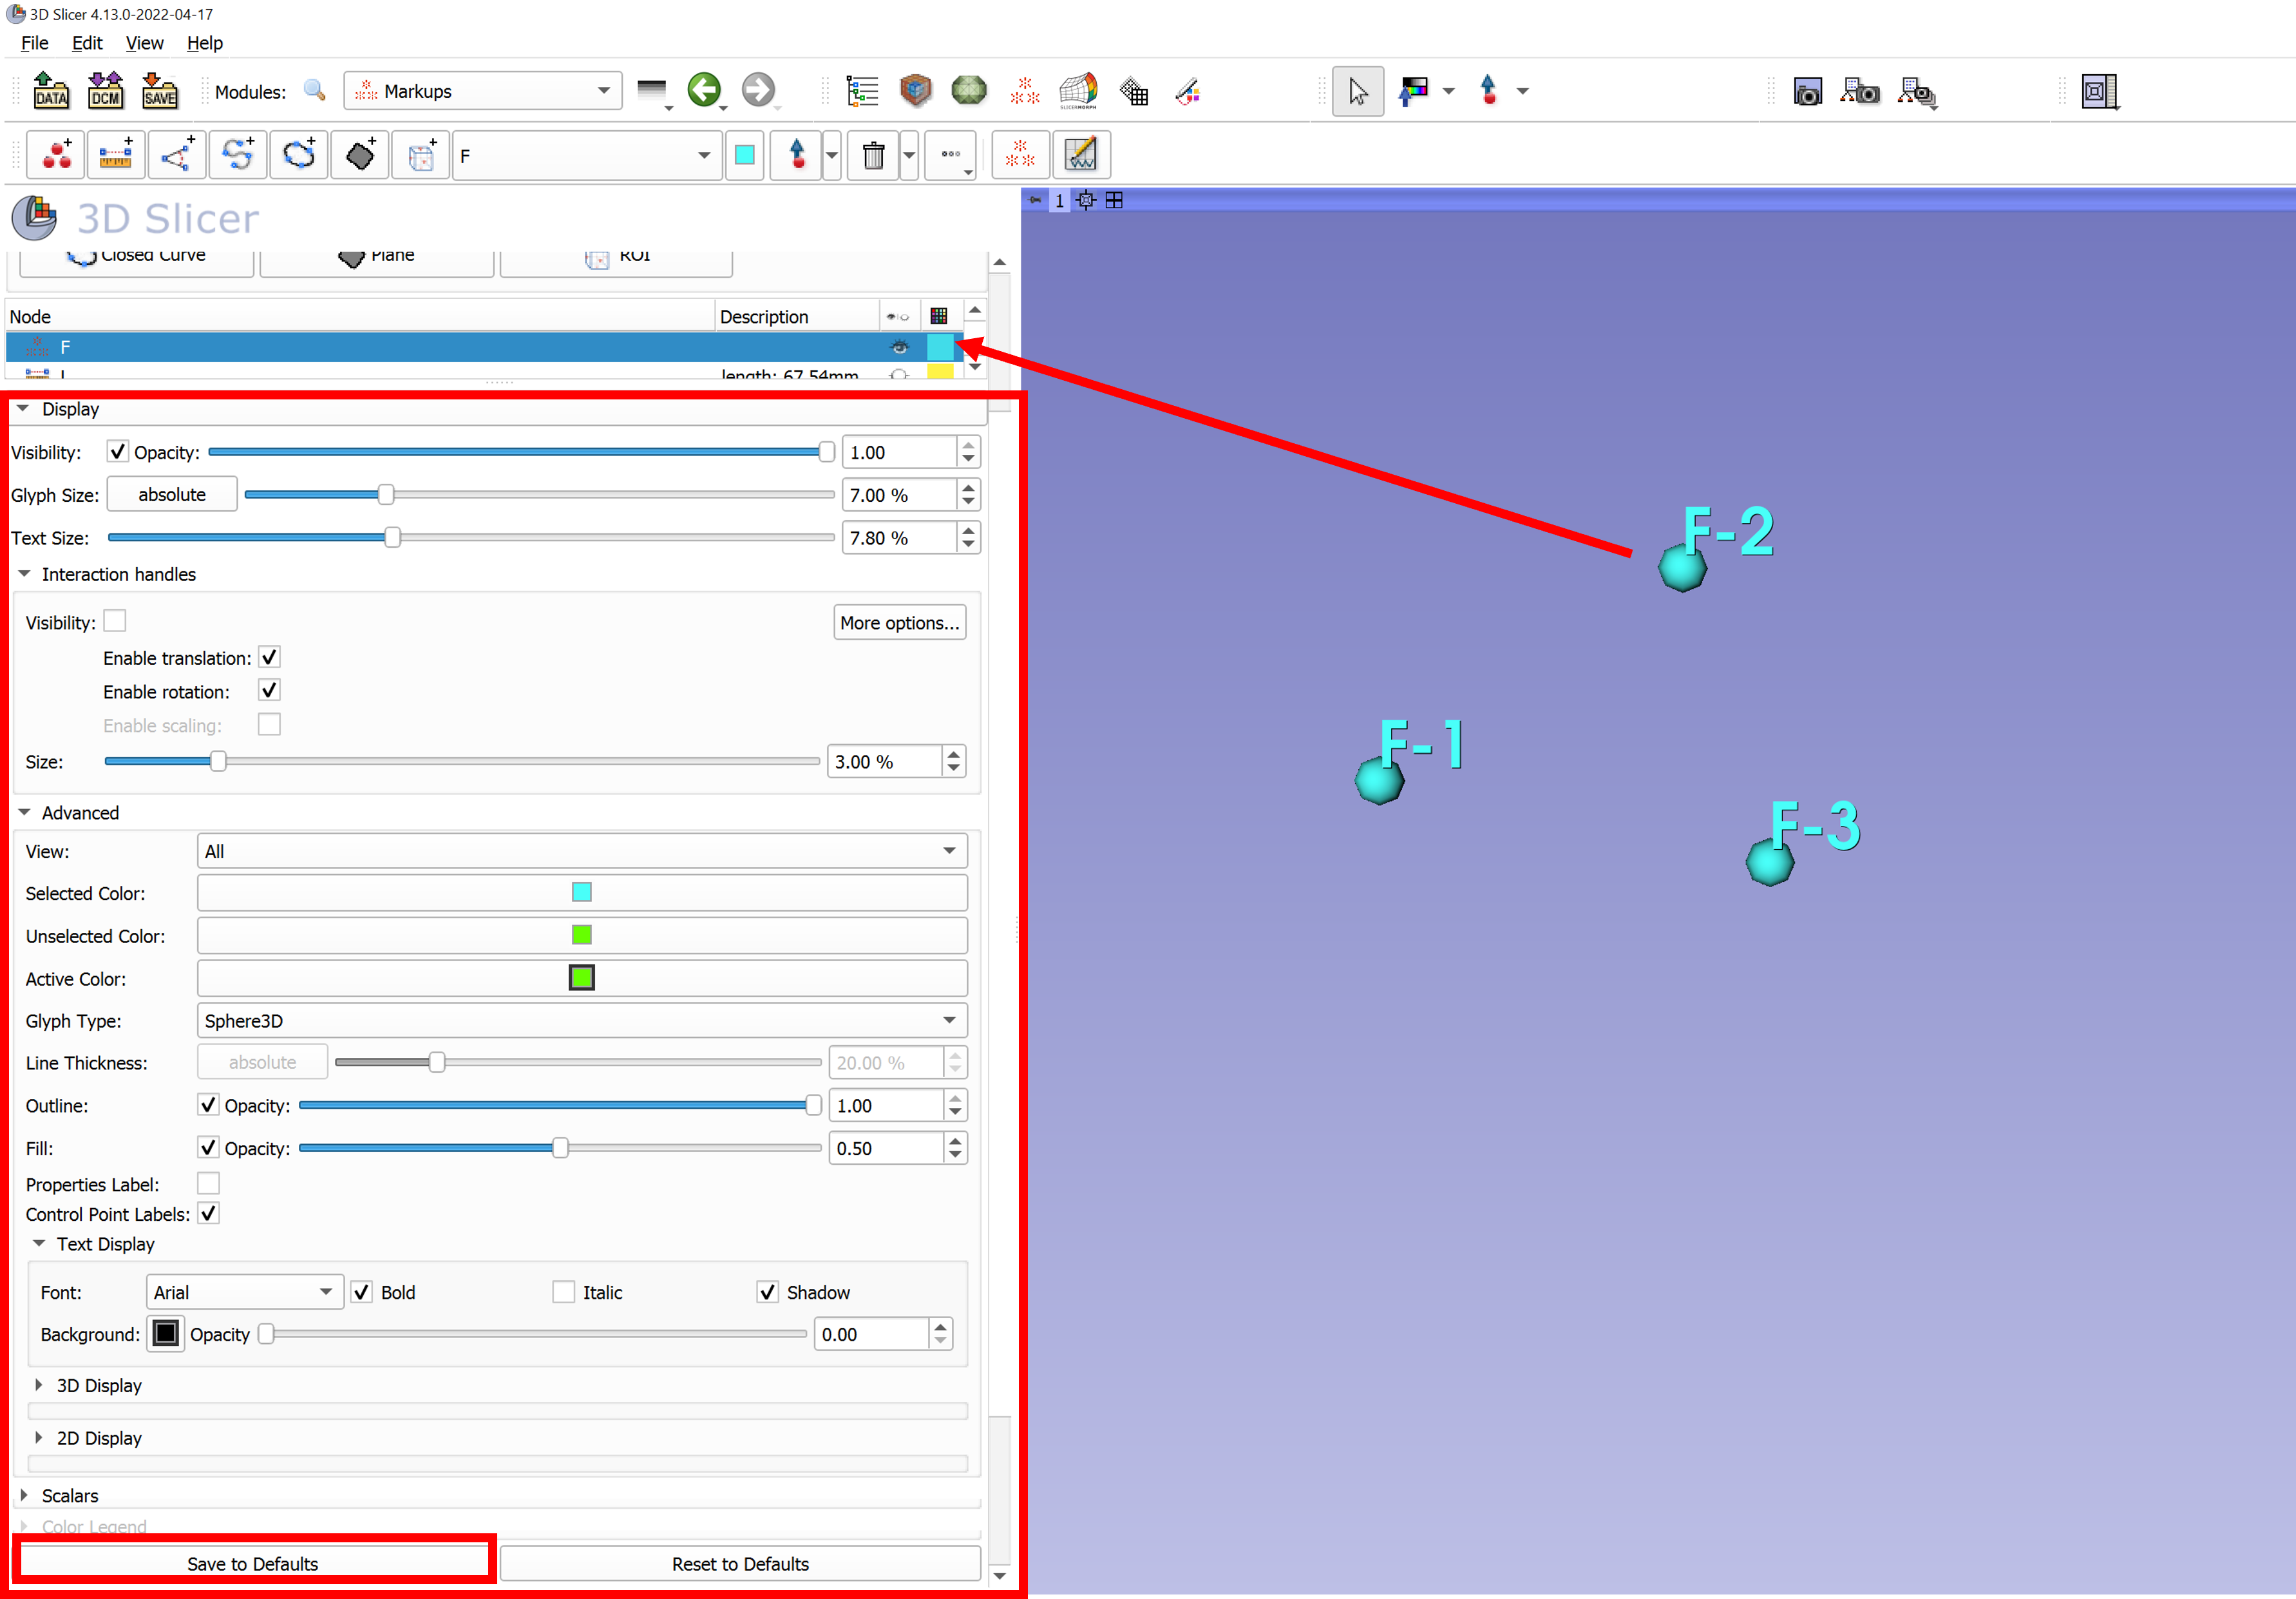 3D Slicer 4.13.0-2022-04-17
File Edit View Help
DATA DCM SAVE Modules: Markups SLICERMORPH
F
3D Slicer
1
Closed Curve Plane ROI
Node Description
F
L length: 67.54mm
Display
Visibility: Opacity: 1.00
Glyph Size: absolute 7.00 %
Text Size: 7.80 %
Interaction handles
Visibility: More options...
Enable translation:
Enable rotation:
Enable scaling:
Size: 3.00 %
Advanced
View: All
Selected Color:
Unselected Color:
Active Color:
Glyph Type: Sphere3D
Line Thickness: absolute 20.00 %
Outline: Opacity: 1.00
Fill: Opacity: 0.50
Properties Label:
Control Point Labels:
Text Display
Font: Arial Bold Italic Shadow
Background: Opacity 0.00
3D Display
2D Display
Scalars
Color Legend
Save to Defaults Reset to Defaults
F-2
F-1
F-3